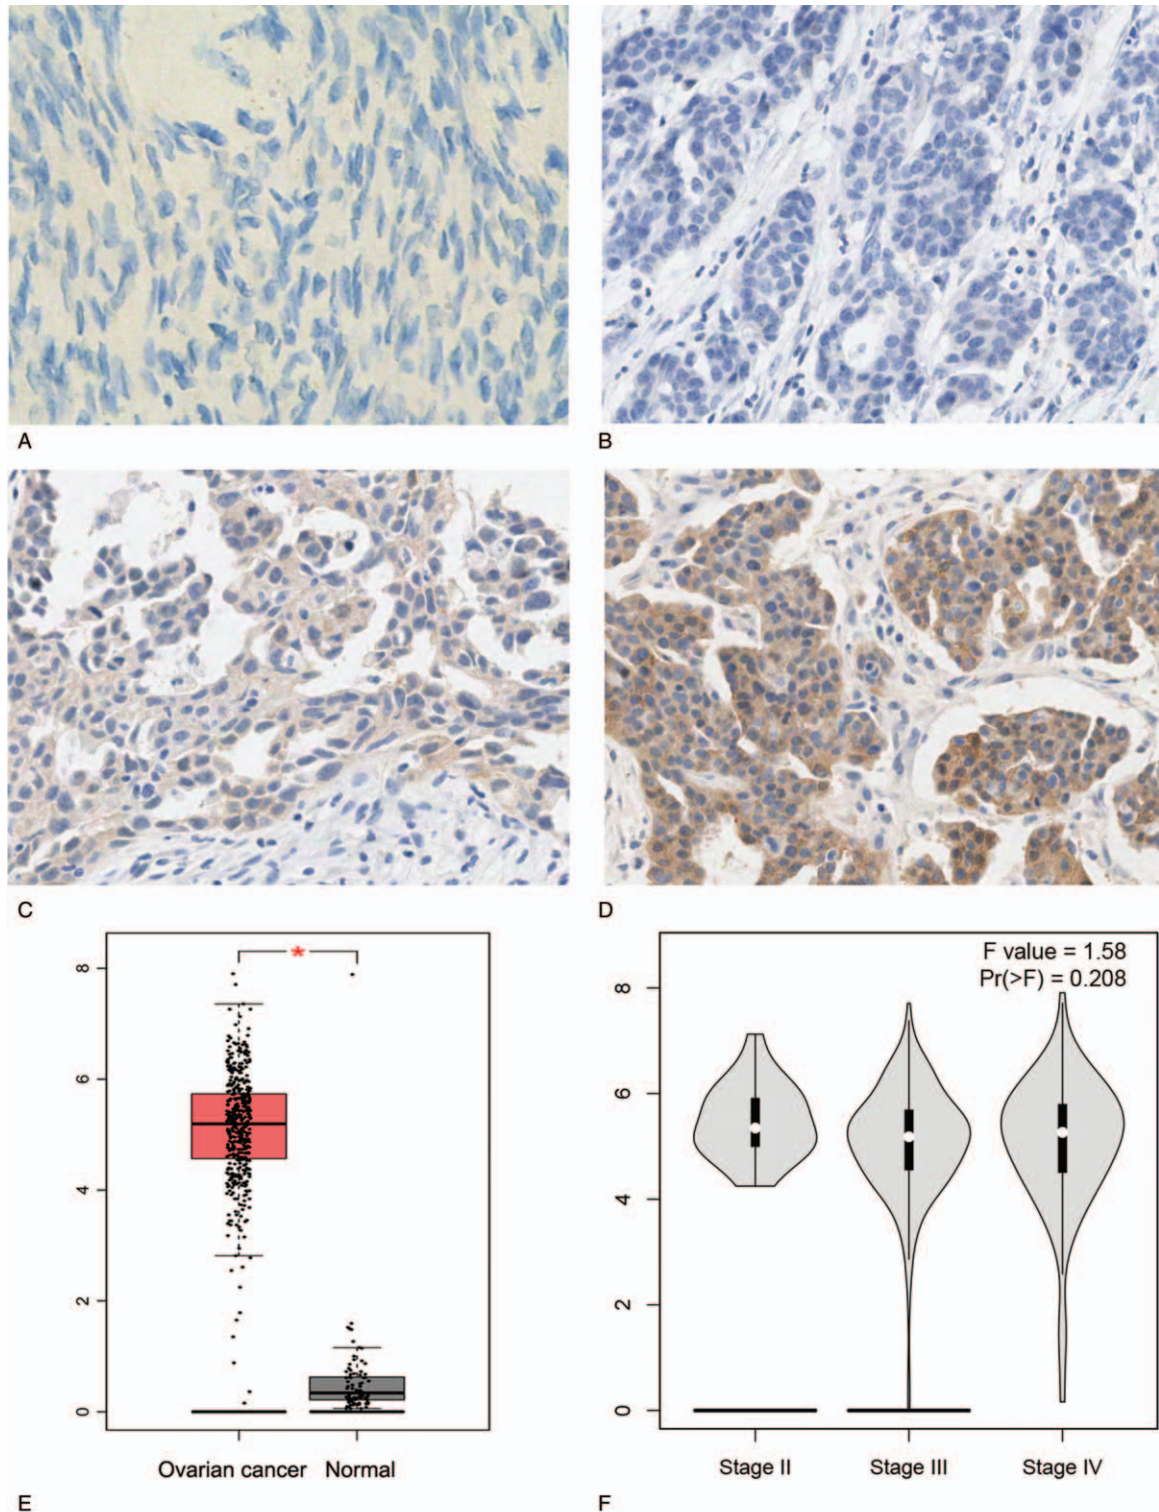 A
B
C
D
8
6
4
2
0
*
Ovarian cancer Normal
E
F value = 1.58
Pr(>F) = 0.208
8
6
4
2
0
Stage II Stage III Stage IV
F